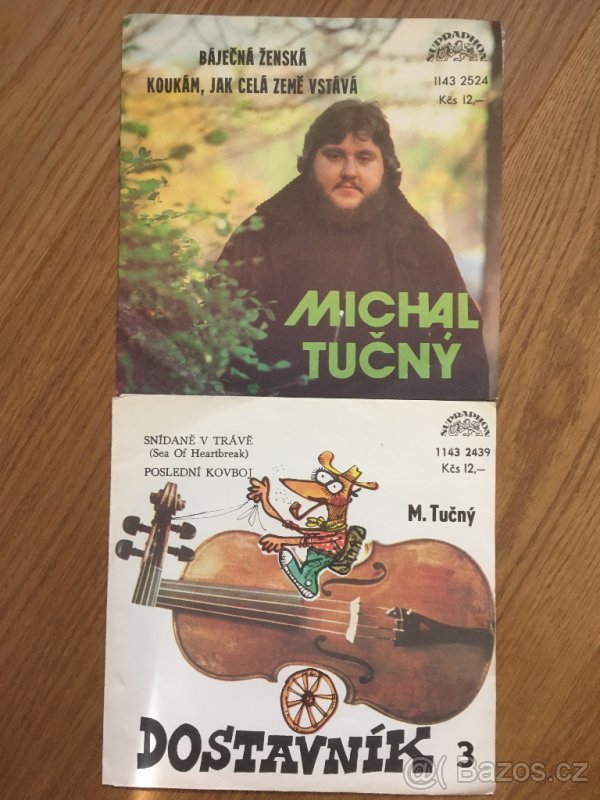 BÁJEČNÁ ŽENSKÁ
KOUKÁM, JAK CELÁ ZEMĚ VSTÁVÁ
SUPRAPHON
1143 2524
Kčs 12,–
MICHAL
TUČNÝ
SNÍDANĚ V TRÁVĚ
(Sea Of Heartbreak)
POSLEDNÍ KOVBOJ
SUPRAPHON
1143 2439
Kčs 12,–
M. Tučný
DOSTAVNÍK 3
@( Bazos.cz